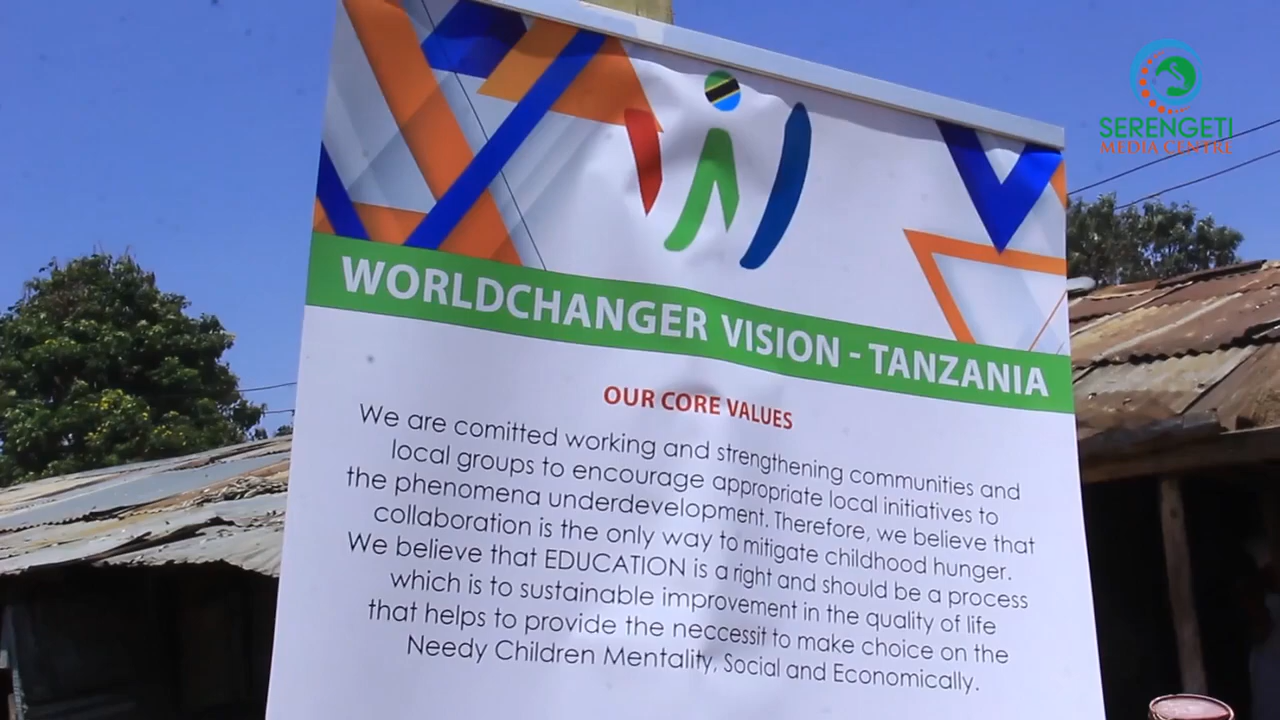 SERENGETI
MEDIA CENTRE
WORLDCHANGER VISION - TANZANIA
OUR CORE VALUES
We are comitted working and strengthening communities and
local groups to encourage appropriate local initiatives to
the phenomena underdevelopment. Therefore, we believe that
collaboration is the only way to mitigate childhood hunger.
We believe that EDUCATION is a right and should be a process
which is to sustainable improvement in the quality of life
that helps to provide the neccessit to make choice on the
Needy Children Mentality, Social and Economically.